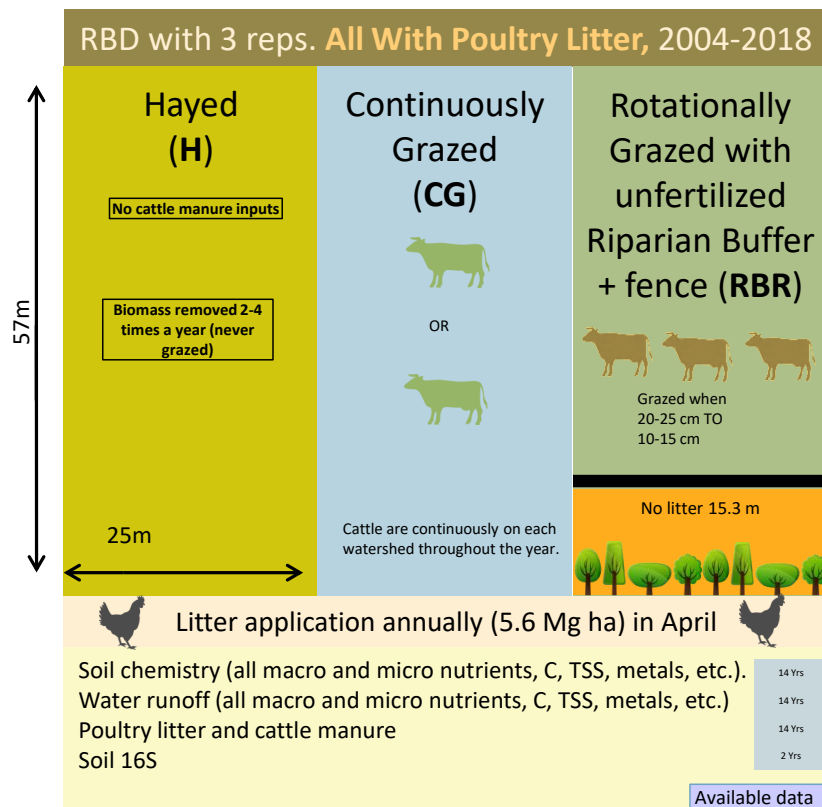 RBD with 3 reps. All With Poultry Litter, 2004-2018
57m
Hayed
(H)
No cattle manure inputs
Biomass removed 2-4
times a year (never
grazed)
25m
Continuously
Grazed
(CG)
OR
Cattle are continuously on each
watershed throughout the year.
Rotationally
Grazed with
unfertilized
Riparian Buffer
+ fence (RBR)
Grazed when
20-25 cm TO
10-15 cm
No litter 15.3 m
Litter application annually (5.6 Mg ha) in April
Soil chemistry (all macro and micro nutrients, C, TSS, metals, etc.). 14 Yrs
Water runoff (all macro and micro nutrients, C, TSS, metals, etc.) 14 Yrs
Poultry litter and cattle manure 14 Yrs
Soil 16S 2 Yrs
Available data